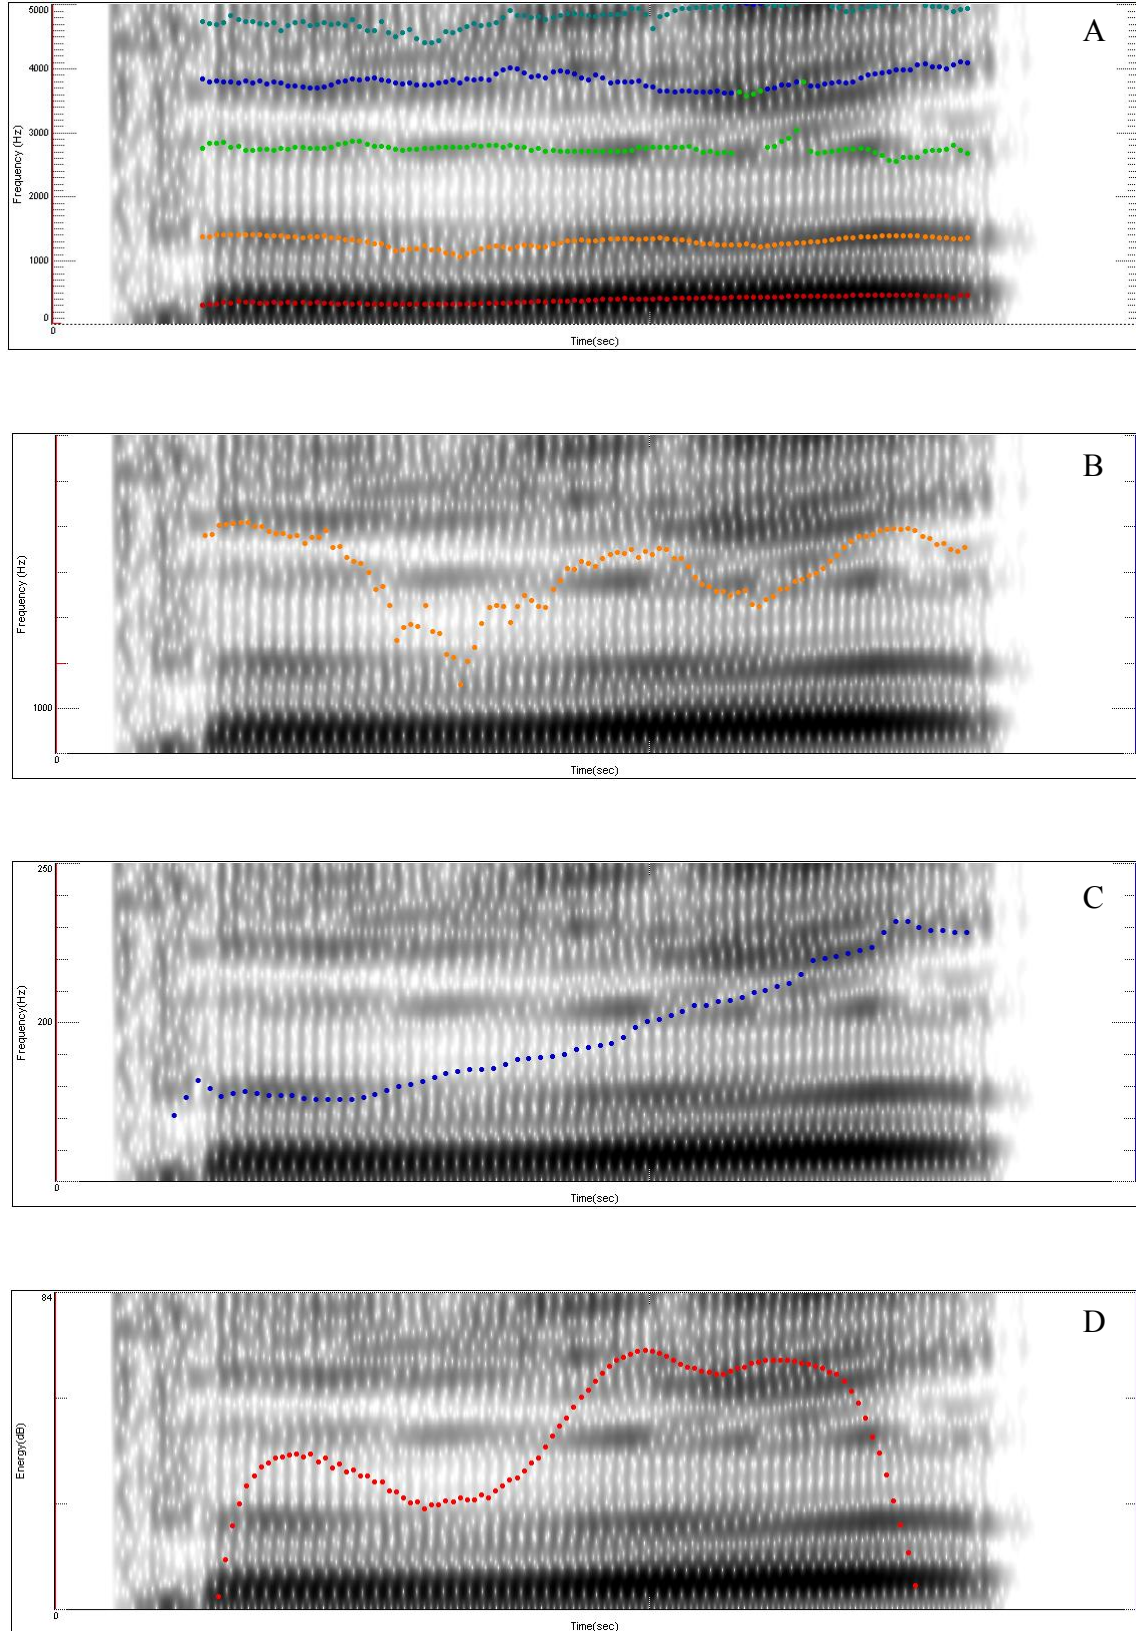 A
5000
4000
3000
2000
1000
0
Frequency (Hz)
0
Time(sec)
B
Frequency (Hz)
1000
0
Time(sec)
C
250
200
Frequency(Hz)
0
Time(sec)
D
84
Energy(dB)
0
Time(sec)